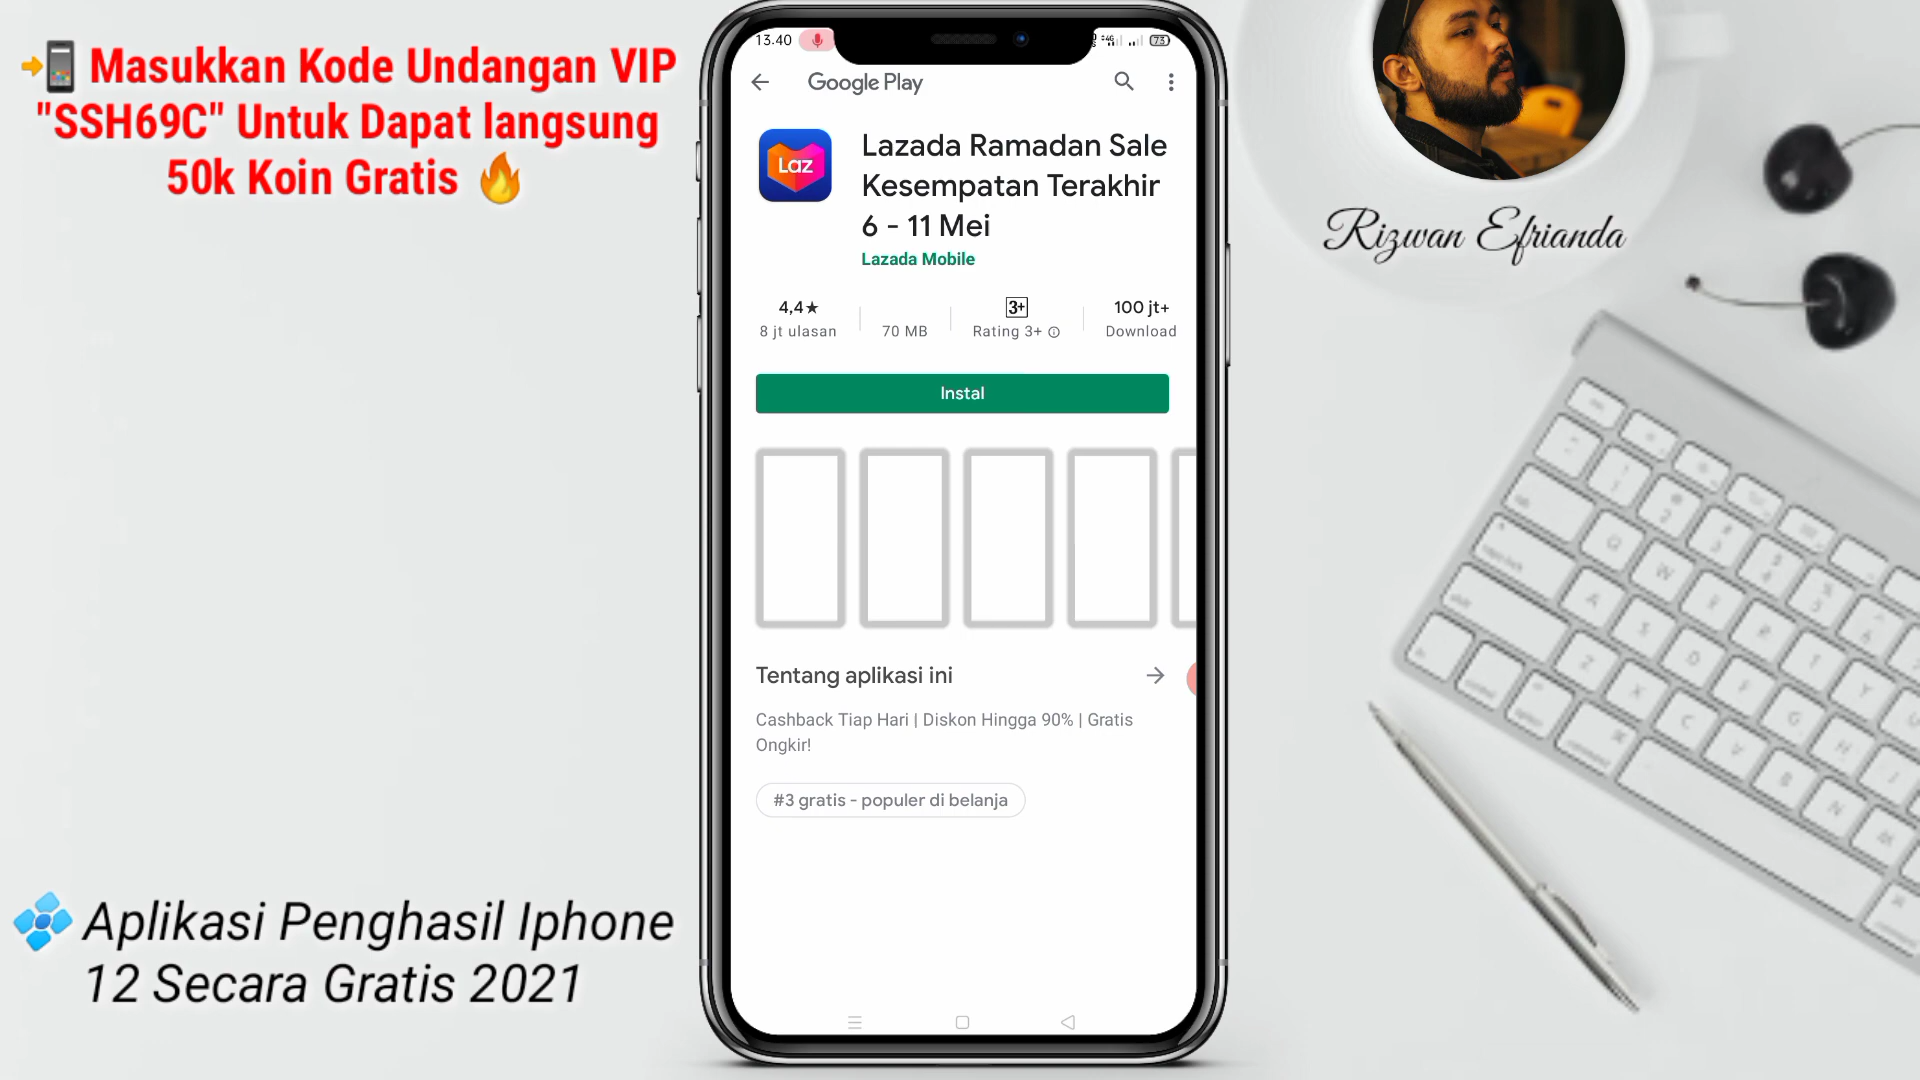 Masukkan Kode Undangan VIP
"SSH69C" Untuk Dapat langsung
50k Koin Gratis
13.40
73
Google Play
Laz
Lazada Ramadan Sale
Kesempatan Terakhir
6 - 11 Mei
Lazada Mobile
4,4★
8 jt ulasan
70 MB
3+
Rating 3+
100 jt+
Download
Instal
Tentang aplikasi ini
Cashback Tiap Hari | Diskon Hingga 90% | Gratis
Ongkir!
#3 gratis - populer di belanja
Rizwan Efrianda
Aplikasi Penghasil Iphone
12 Secara Gratis 2021